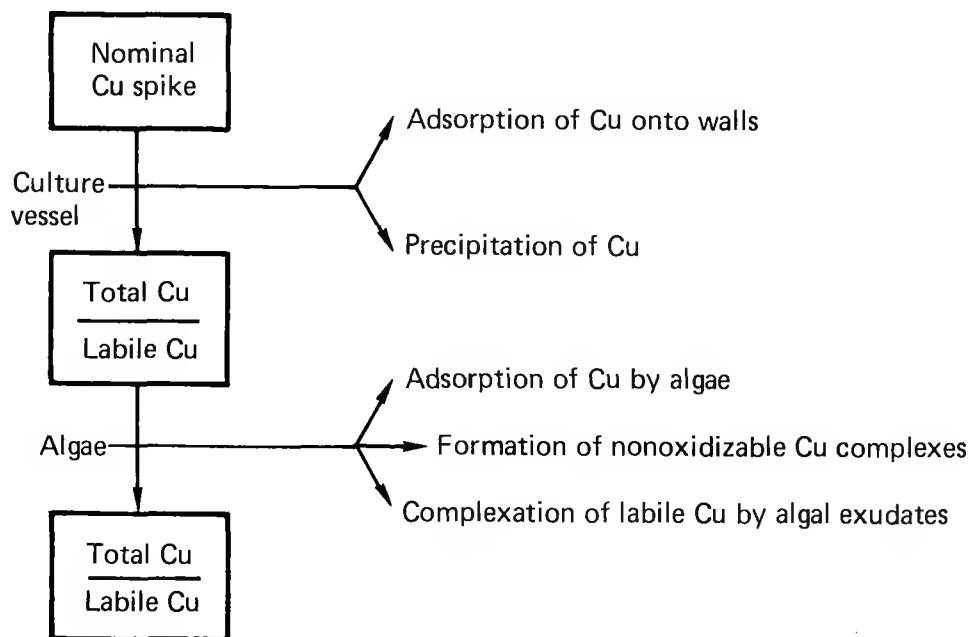 Nominal
Cu spike
Adsorption of Cu onto walls
Culture
vessel
Precipitation of Cu
Total Cu
Labile Cu
Adsorption of Cu by algae
Algae
Formation of nonoxidizable Cu complexes
Complexation of labile Cu by algal exudates
Total Cu
Labile Cu